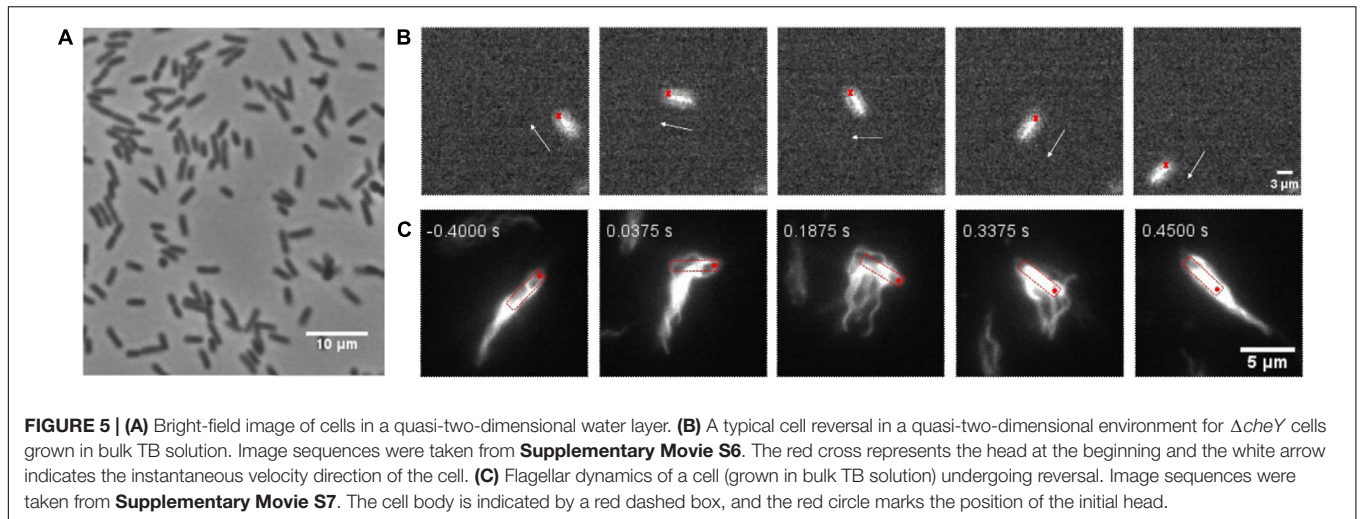 A
B
3 µm
10 µm
C
-0.4000 s
0.0375 s
0.1875 s
0.3375 s
0.4500 s
5 µm
FIGURE 5 | (A) Bright-field image of cells in a quasi-two-dimensional water layer. (B) A typical cell reversal in a quasi-two-dimensional environment for ΔcheY cells
grown in bulk TB solution. Image sequences were taken from Supplementary Movie S6. The red cross represents the head at the beginning and the white arrow
indicates the instantaneous velocity direction of the cell. (C) Flagellar dynamics of a cell (grown in bulk TB solution) undergoing reversal. Image sequences were
taken from Supplementary Movie S7. The cell body is indicated by a red dashed box, and the red circle marks the position of the initial head.